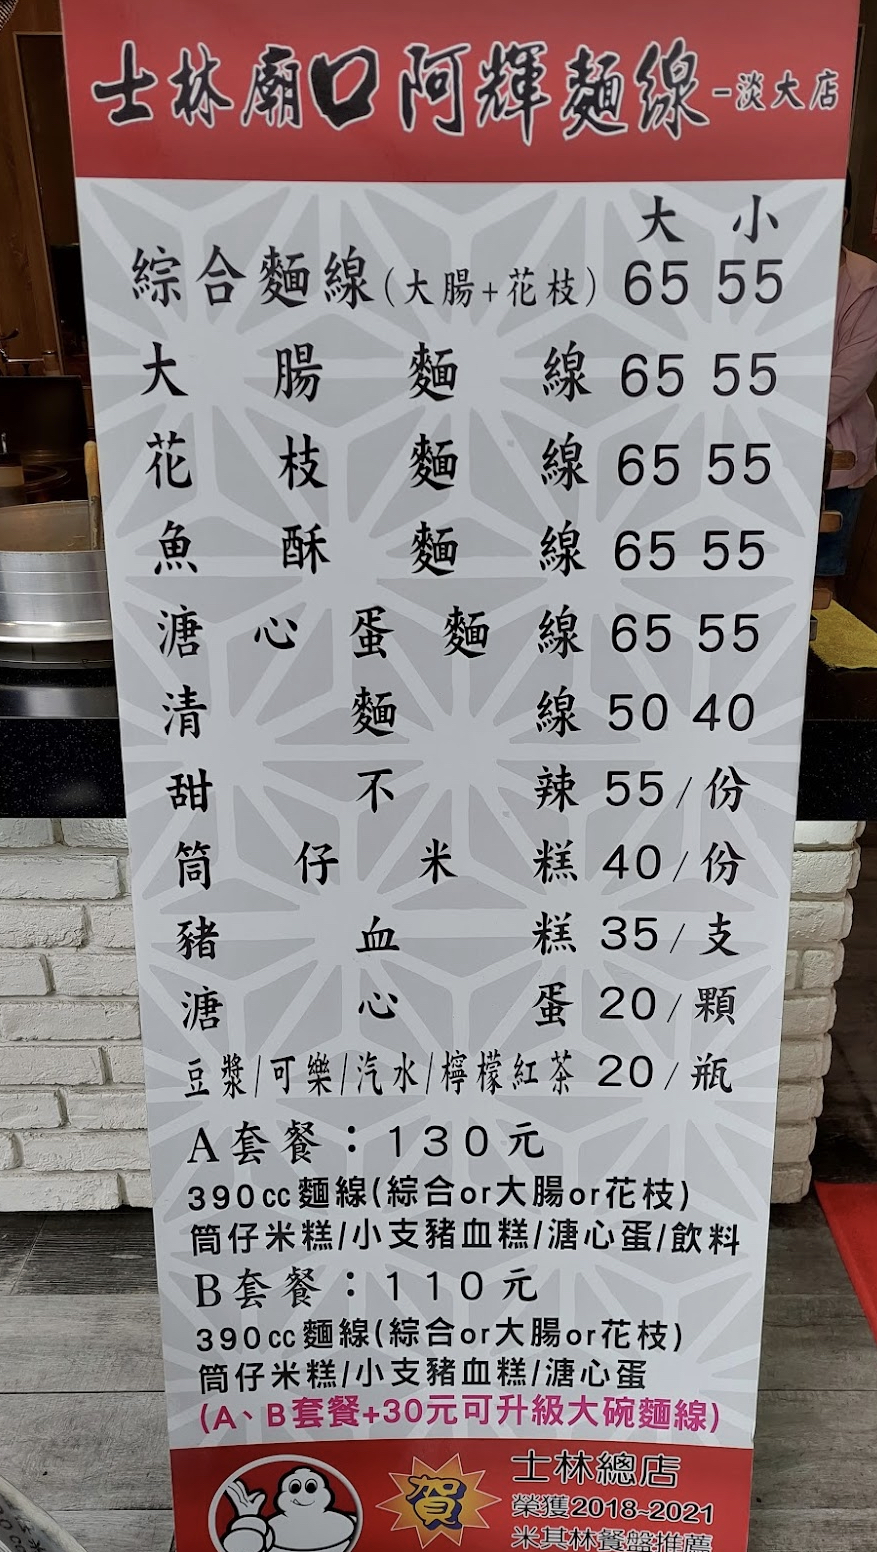 士林廟口阿輝麵線-淡大店
大 小
綜合麵線(大腸+花枝) 65 55
大腸麵線 65 55
花枝麵線 65 55
魚酥麵線 65 55
溏心蛋麵線 65 55
清麵線 50 40
甜不辣 55/份
筒仔米糕 40/份
豬血糕 35/支
溏心蛋 20/顆
豆漿/可樂/汽水/檸檬紅茶 20/瓶
A套餐：130元
390cc麵線(綜合or大腸or花枝)
筒仔米糕/小支豬血糕/溏心蛋/飲料
B套餐：110元
390cc麵線(綜合or大腸or花枝)
筒仔米糕/小支豬血糕/溏心蛋
(A、B套餐+30元可升級大碗麵線)
賀
士林總店
榮獲2018~2021
米其林餐盤推薦